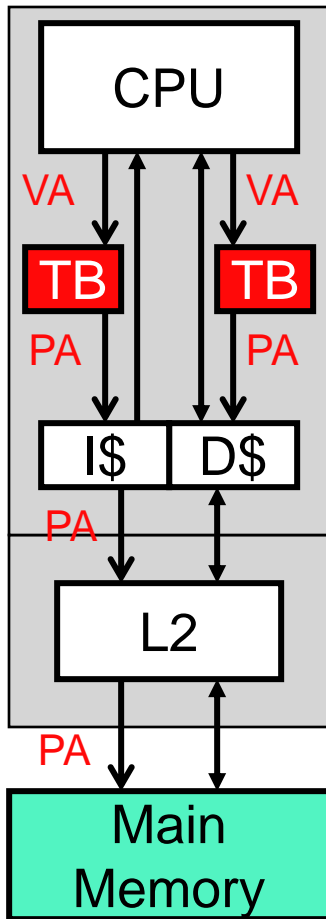 CPU
VA VA
TB TB
PA PA
I$ D$
PA
L2
PA
Main
Memory